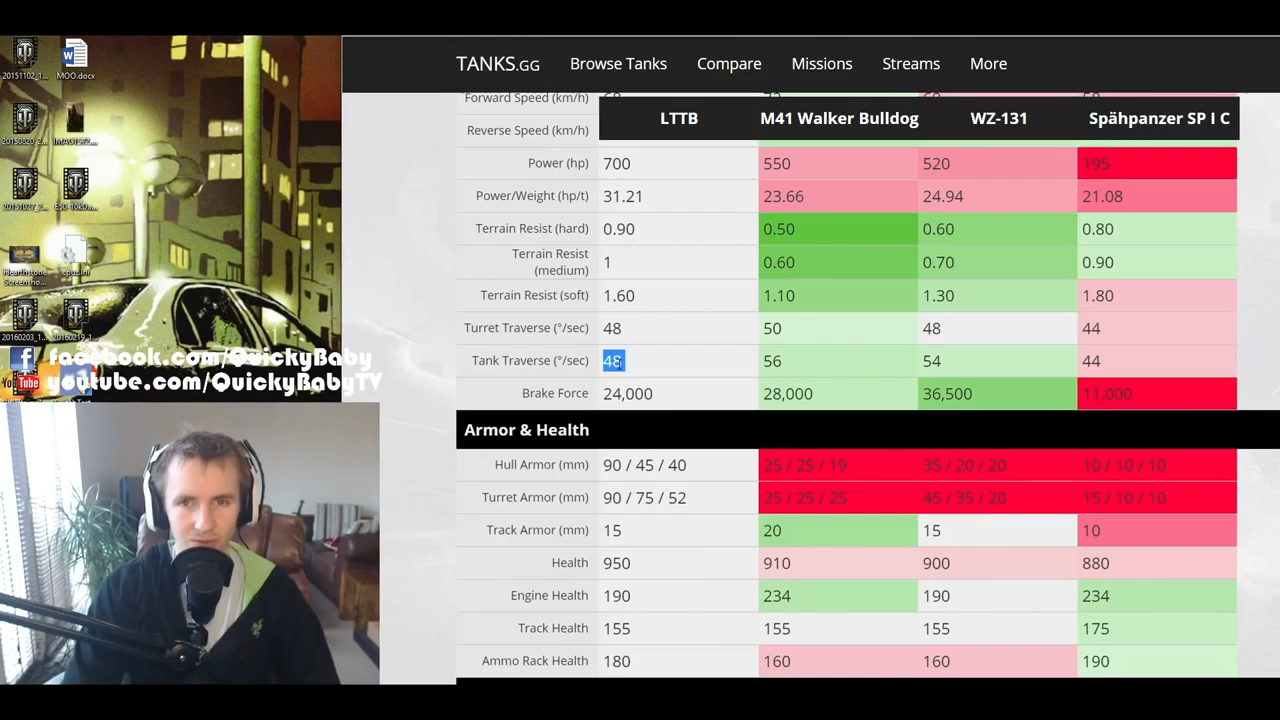 TANKS.GG Browse Tanks Compare Missions Streams More
Forward Speed (km/h)
LTTB M41 Walker Bulldog WZ-131 Spähpanzer SP I C
Reverse Speed (km/h)
Power (hp) 700 550 520 195
Power/Weight (hp/t) 31.21 23.66 24.94 21.08
Terrain Resist (hard) 0.90 0.50 0.60 0.80
Terrain Resist (medium) 1 0.60 0.70 0.90
Terrain Resist (soft) 1.60 1.10 1.30 1.80
Turret Traverse (°/sec) 48 50 48 44
Tank Traverse (°/sec) 48 56 54 44
Brake Force 24,000 28,000 36,500 11,000
Armor & Health
Hull Armor (mm) 90 / 45 / 40 25 / 25 / 19 35 / 20 / 20 10 / 10 / 10
Turret Armor (mm) 90 / 75 / 52 25 / 25 / 25 45 / 35 / 20 15 / 10 / 10
Track Armor (mm) 15 20 15 10
Health 950 910 900 880
Engine Health 190 234 190 234
Track Health 155 155 155 175
Ammo Rack Health 180 160 160 190
MOO.docx
cpuz.ini
Hearthstone
Screensho...
facebook.com/QuickyBaby
You Tube youtube.com/QuickyBabyTV